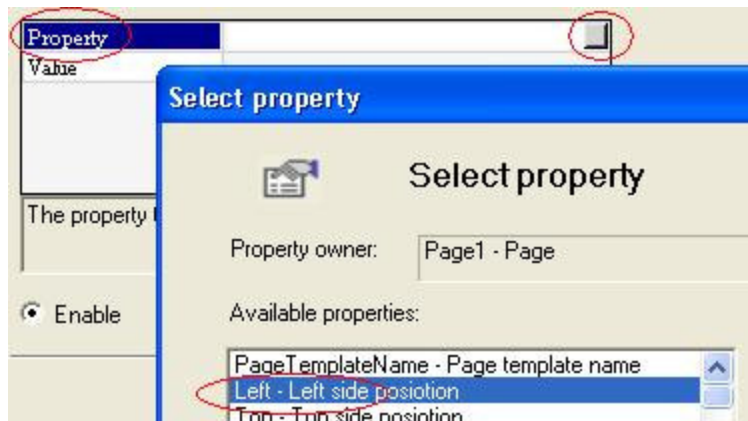 Property
Value
Select property
Select property
The property
Property owner: Page1 - Page
Enable
Available properties:
PageTemplateName - Page template name
Left - Left side posiotion
Top - Top side posiotion